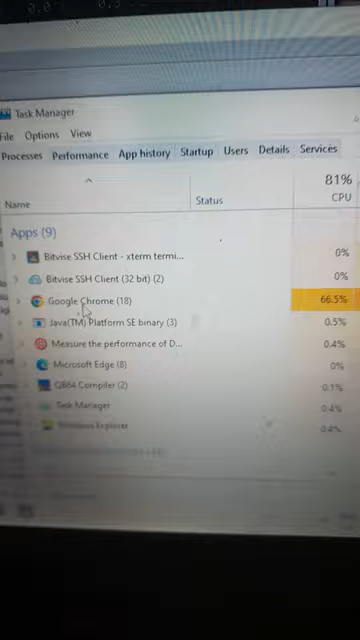 Task Manager
File Options View
Processes Performance App history Startup Users Details Services
81%
Name Status CPU
Apps (9)
Bitvise SSH Client - xterm termi... 0%
Bitvise SSH Client (32 bit) (2) 0%
Google Chrome (18) 66.5%
Java(TM) Platform SE binary (3) 0.5%
Measure the performance of D... 0.4%
Microsoft Edge (8) 0%
QB64 Compiler (2) 0.1%
Task Manager 0.4%
Windows Explorer 0.4%